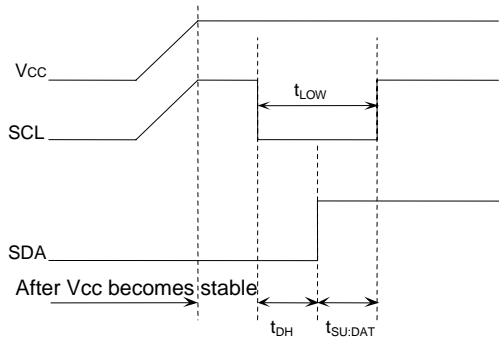 Vcc
tLOW
SCL
SDA
After Vcc becomes stable
tDH
tSU:DAT